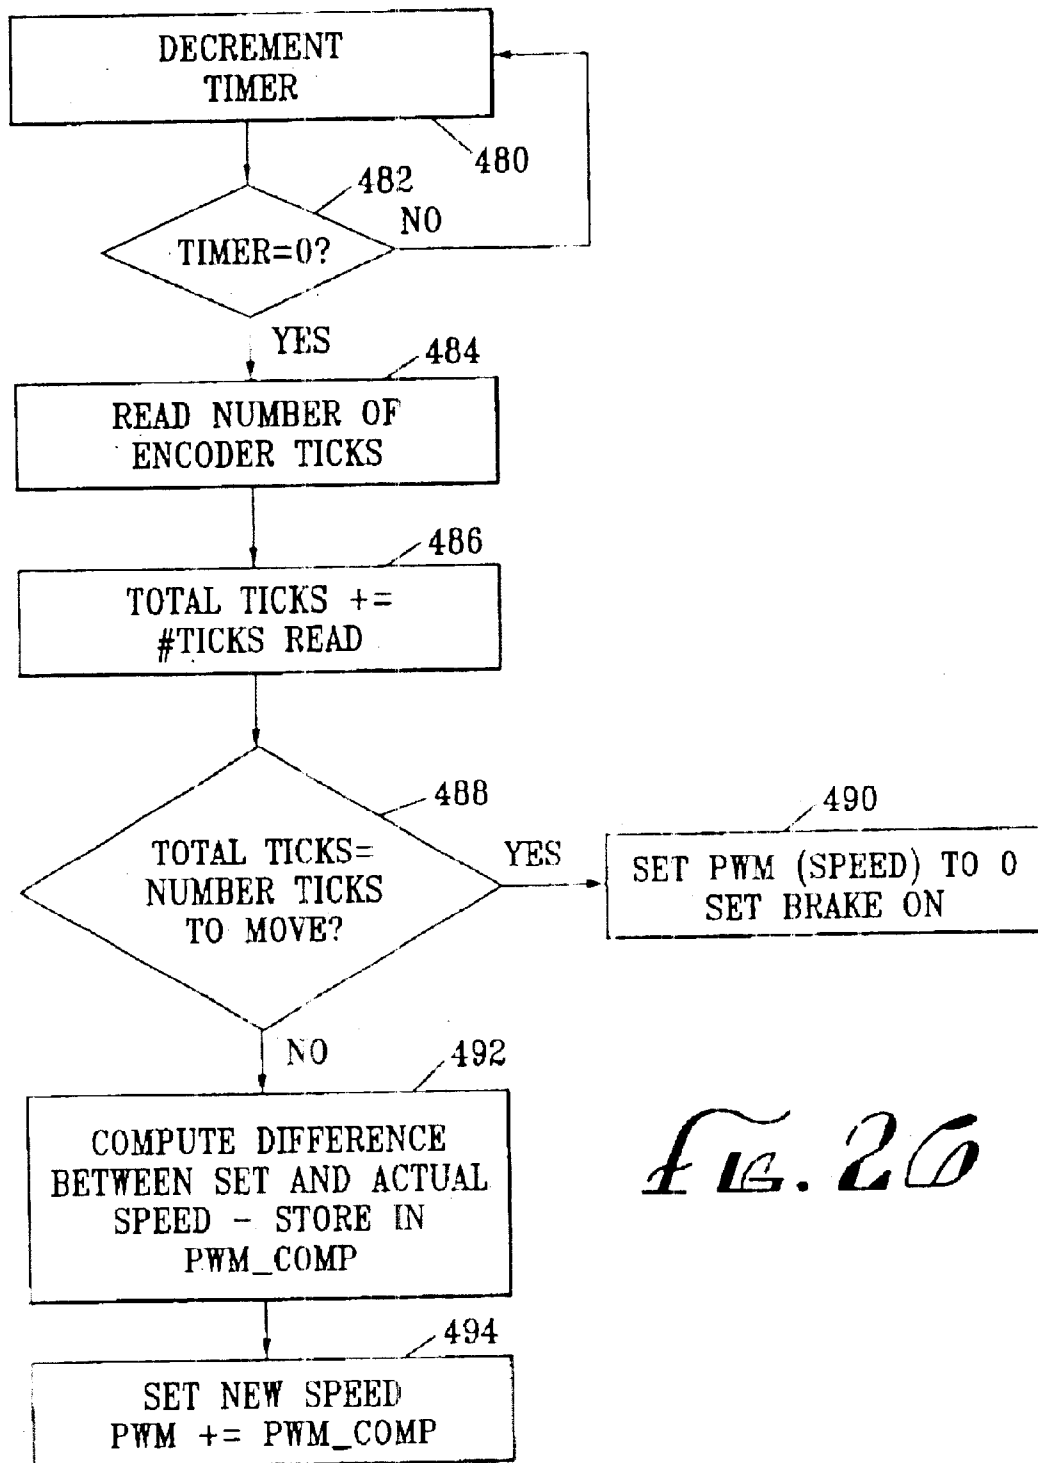 DECREMENT
TIMER
480
482
NO
TIMER=0?
YES
484
READ NUMBER OF
ENCODER TICKS
486
TOTAL TICKS +=
#TICKS READ
488
490
TOTAL TICKS=
NUMBER TICKS
TO MOVE?
YES
SET PWM (SPEED) TO 0
SET BRAKE ON
NO
492
COMPUTE DIFFERENCE
BETWEEN SET AND ACTUAL
SPEED - STORE IN
PWM_COMP
FIG. 26
494
SET NEW SPEED
PWM += PWM_COMP